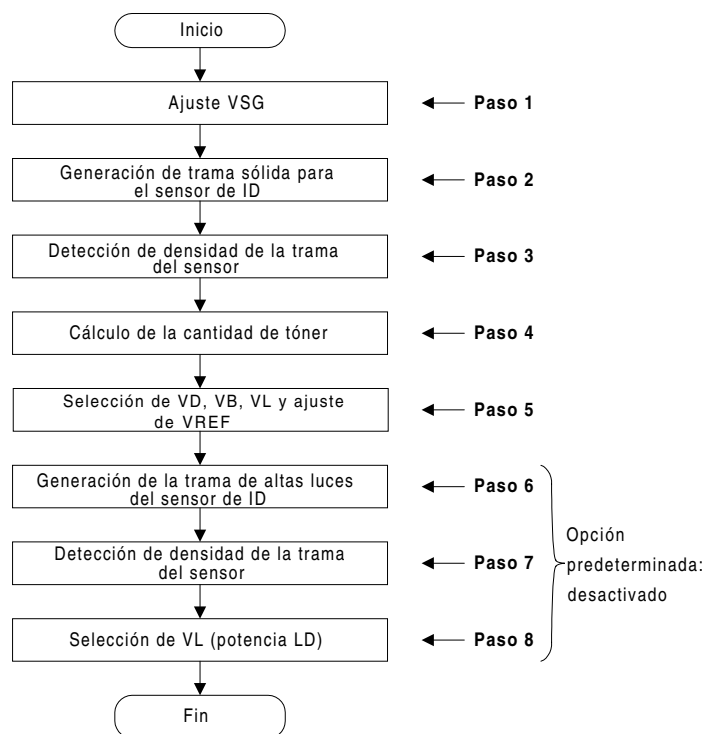 Inicio
Ajuste VSG
Paso 1
Generación de trama sólida para
el sensor de ID
Paso 2
Detección de densidad de la trama
del sensor
Paso 3
Cálculo de la cantidad de tóner
Paso 4
Selección de VD, VB, VL y ajuste
de VREF
Paso 5
Generación de la trama de altas luces
del sensor de ID
Paso 6
Detección de densidad de la trama
del sensor
Paso 7
Selección de VL (potencia LD)
Paso 8
Opción
predeterminada:
desactivado
Fin